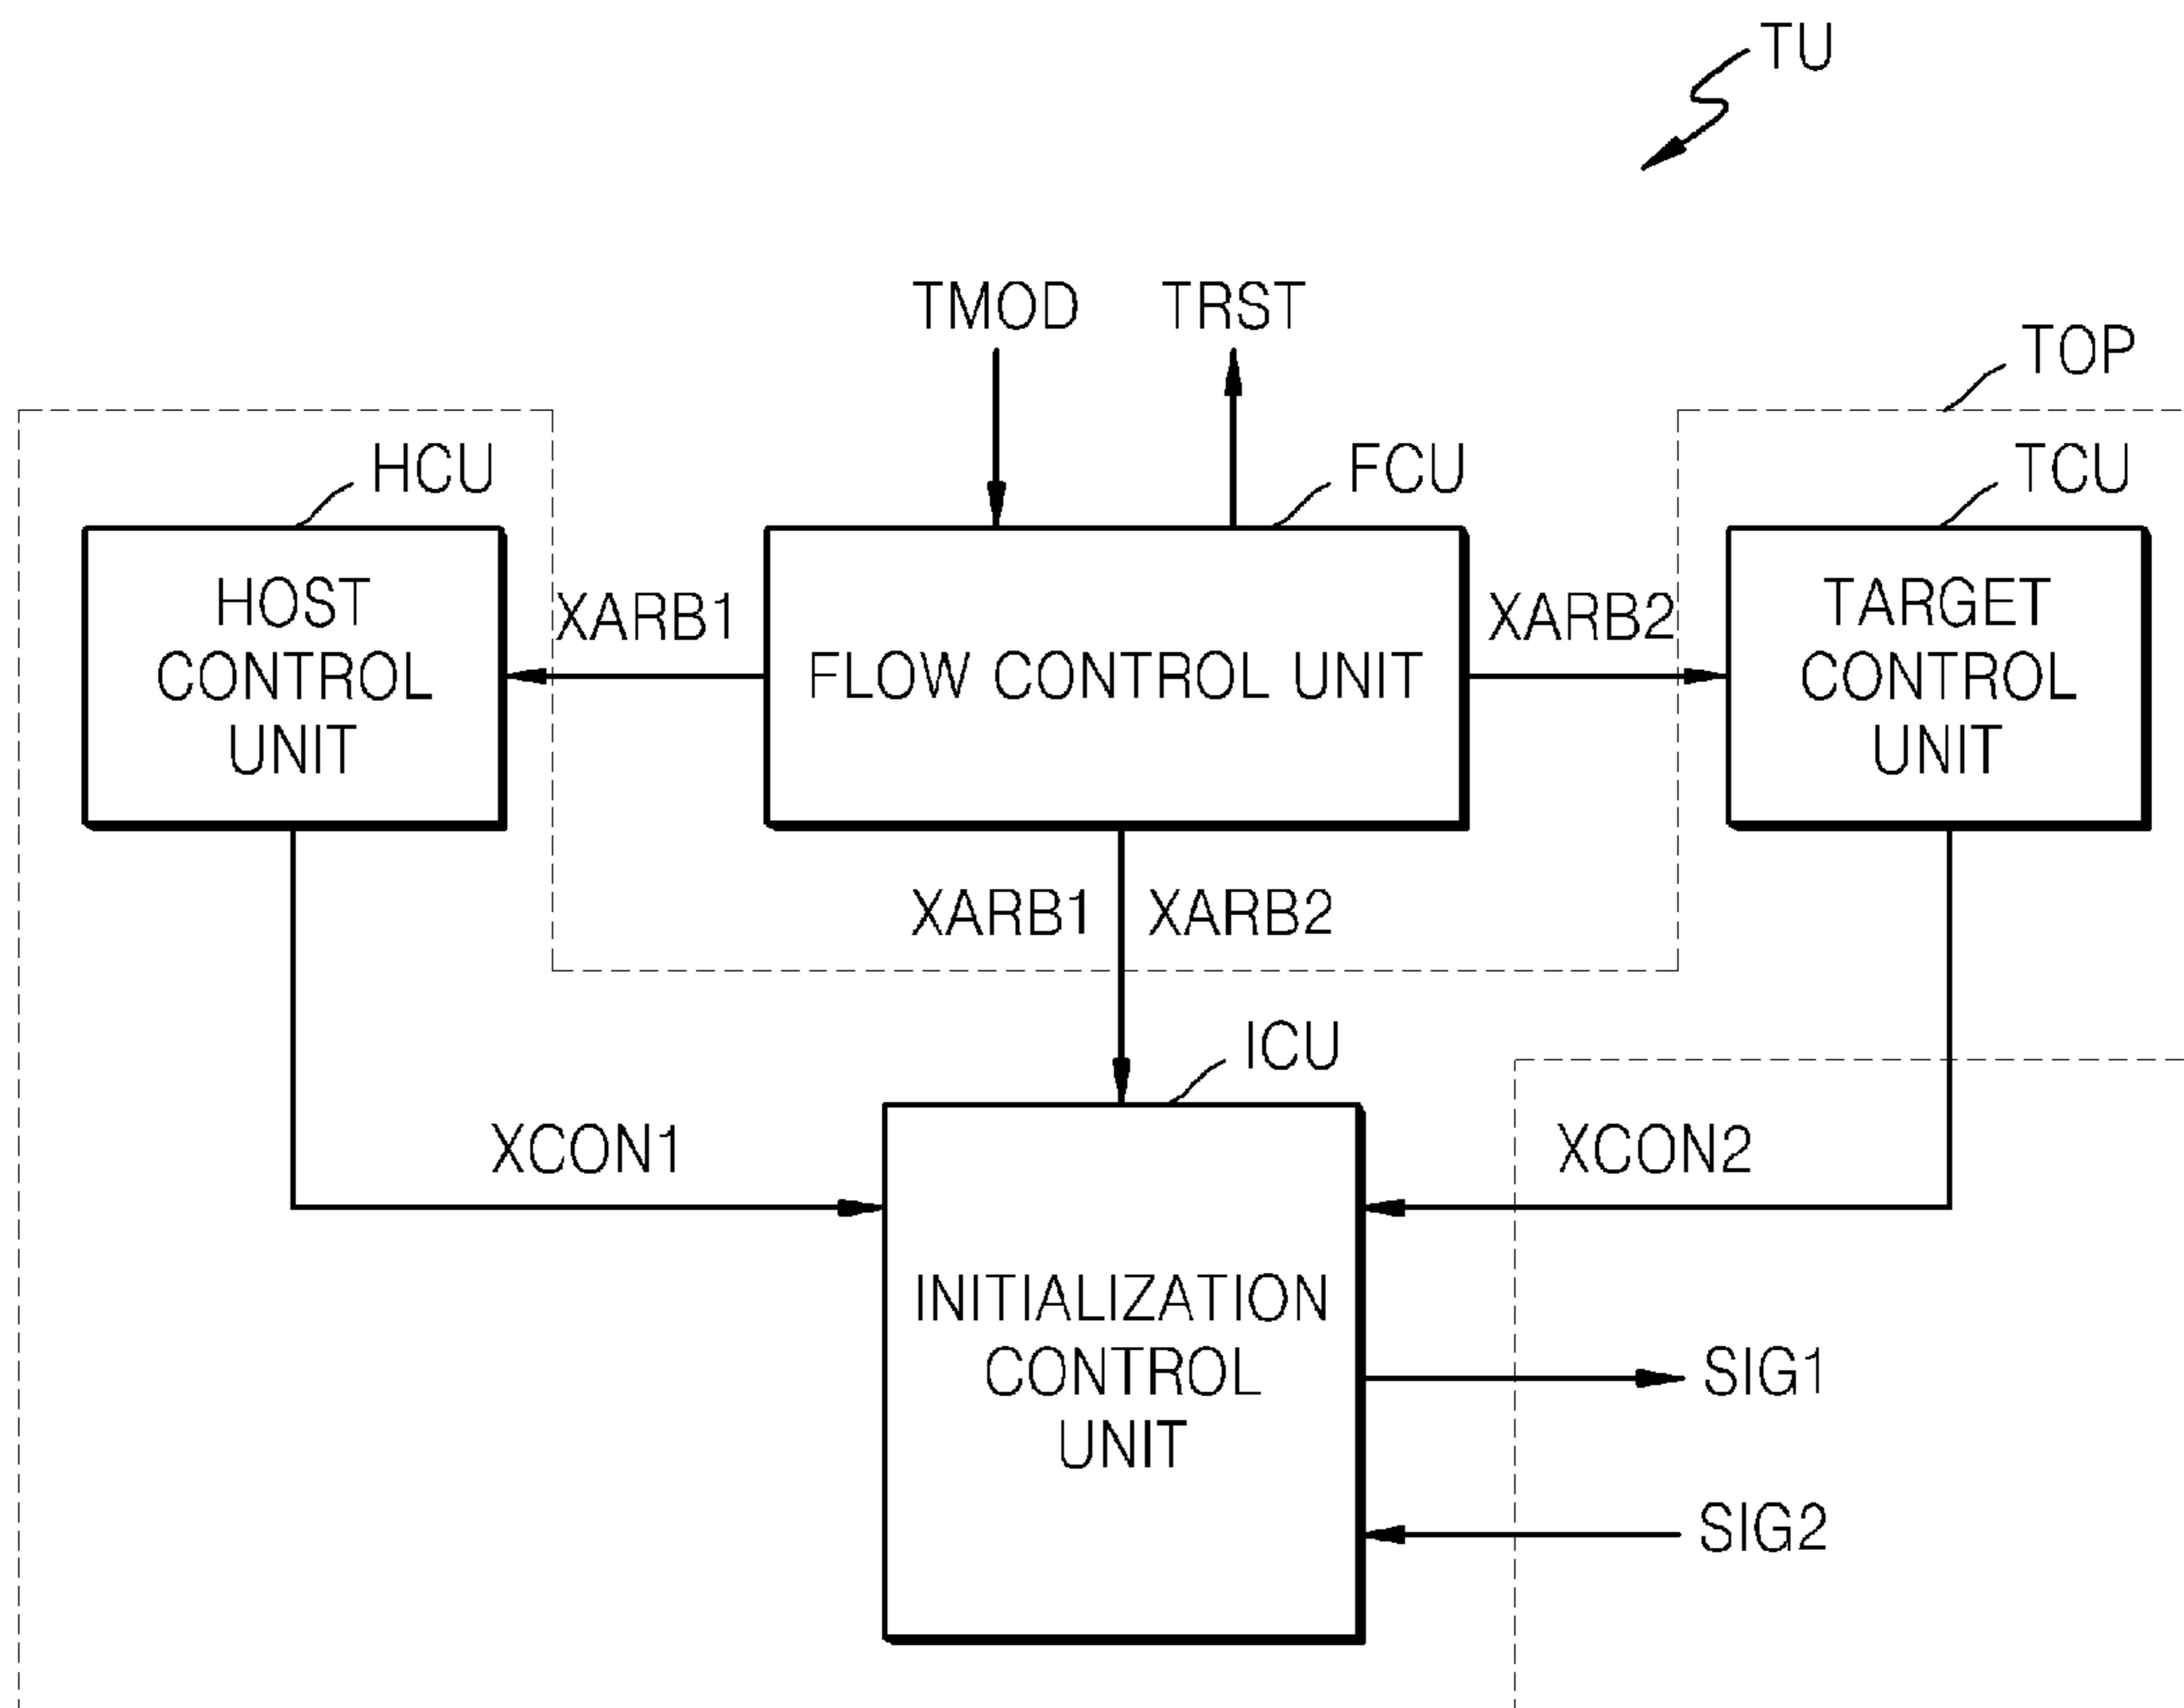 TU
TMOD
TRST
TOP
HCU
FCU
TCU
HOST
CONTROL
UNIT
XARB1
FLOW CONTROL UNIT
XARB2
TARGET
CONTROL
UNIT
XARB1
XARB2
ICU
XCON1
XCON2
INITIALIZATION
CONTROL
UNIT
SIG1
SIG2